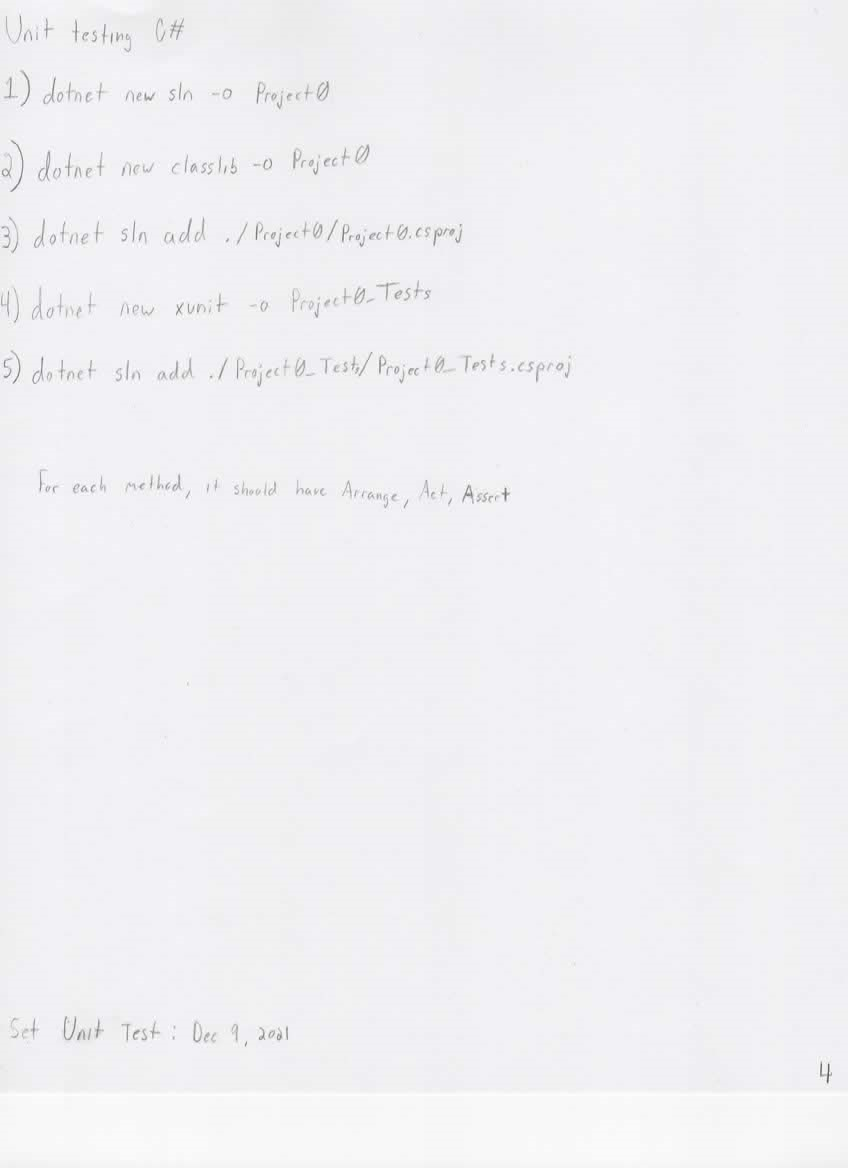 Unit testing C#
1) dotnet new sln -o Project0
2) dotnet new classlib -o Project0
3) dotnet sln add ./Project0/Project0.csproj
4) dotnet new xunit -o Project0_Tests
5) dotnet sln add ./Project0_Tests/Project0_Tests.csproj
For each method, it should have Arrange, Act, Assert
Set Unit Test: Dec 9, 2021
4